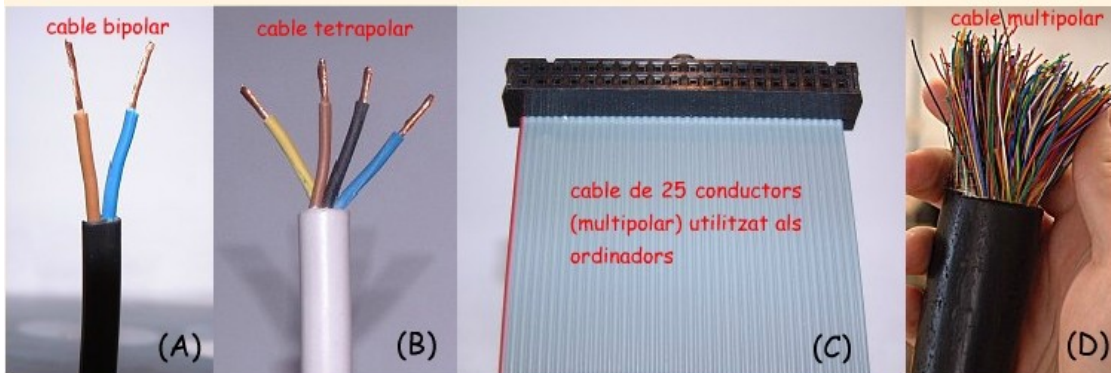 cable bipolar
(A)
cable tetrapolar
(B)
cable de 25 conductors
(multipolar) utilitzat als
ordinadors
(C)
cable multipolar
(D)